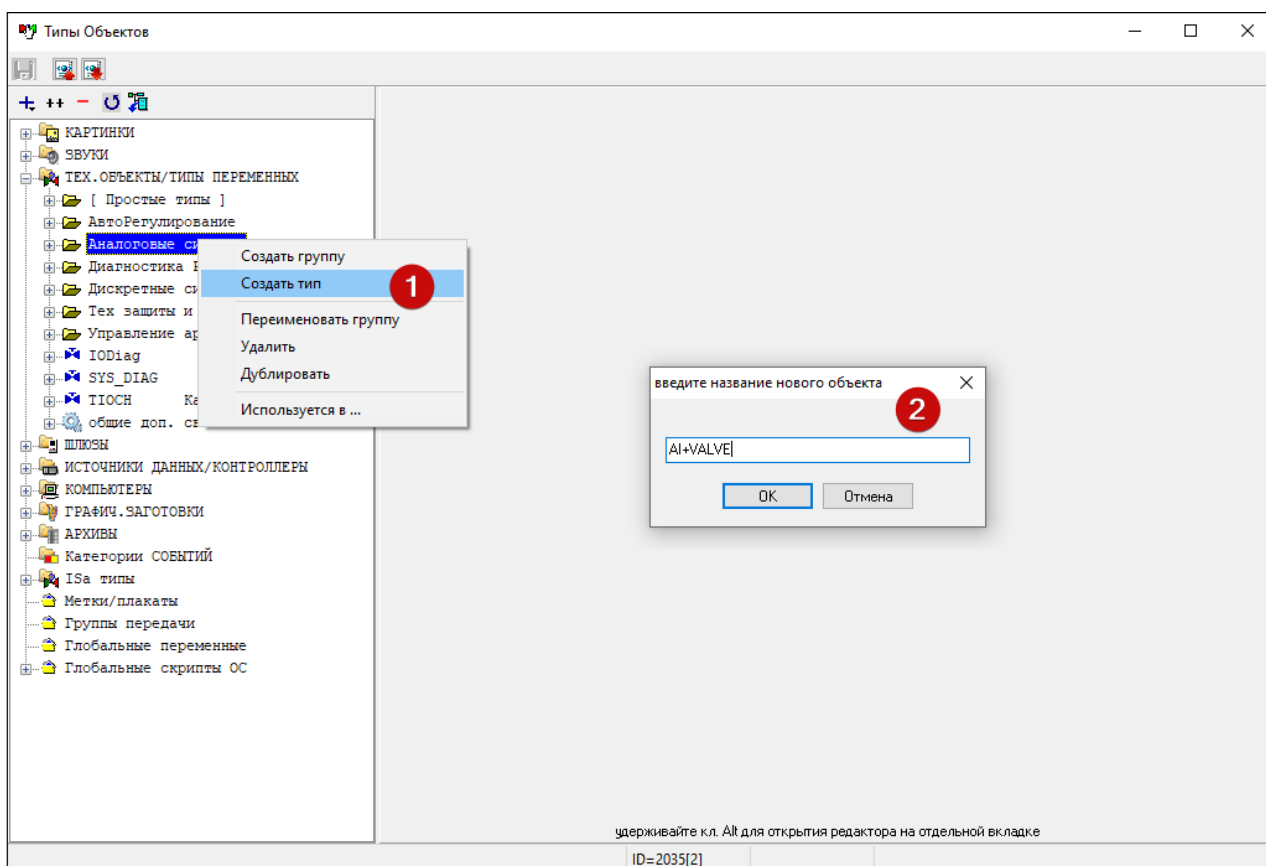 Типы Объектов
КАРТИНКИ
ЗВУКИ
ТЕХ.ОБЪЕКТЫ/ТИПЫ ПЕРЕМЕННЫХ
[ Простые типы ]
АвтоРегулирование
Аналоговые си
Диагностика
Дискретные си
Тех защиты и
Управление ар
IODiag
SYS_DIAG
TIOCH Ка
общие доп. св
ШЛЮЗЫ
ИСТОЧНИКИ ДАННЫХ/КОНТРОЛЛЕРЫ
КОМПЬЮТЕРЫ
ГРАФИЧ.ЗАГОТОВКИ
АРХИВЫ
Категории СОБЫТИЙ
ISa типы
Метки/плакаты
Группы передачи
Глобальные переменные
Глобальные скрипты ОС
Создать группу
Создать тип
1
Переименовать группу
Удалить
Дублировать
Используется в ...
введите название нового объекта
2
AI+VALVE
OK
Отмена
удерживайте кл. Alt для открытия редактора на отдельной вкладке
ID=2035[2]